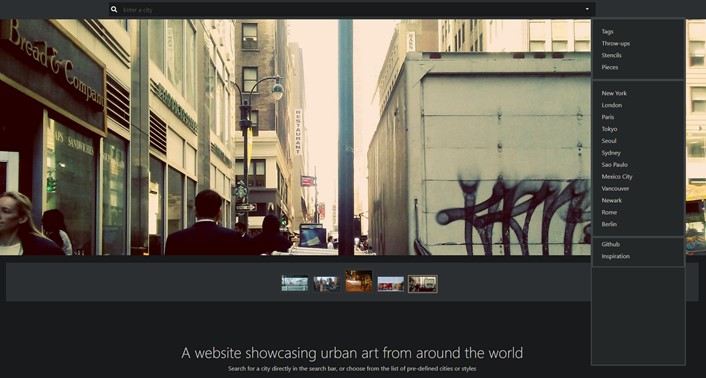 Enter a city
Tags
Throw-ups
Stencils
Pieces
New York
London
Paris
Tokyo
Seoul
Sydney
Sao Paulo
Mexico City
Vancouver
Newark
Rome
Berlin
Github
Inspiration
Bread & Company
SANDWICHES
RESTAURANT
A website showcasing urban art from around the world
Search for a city directly in the search bar, or choose from the list of pre-defined cities or styles